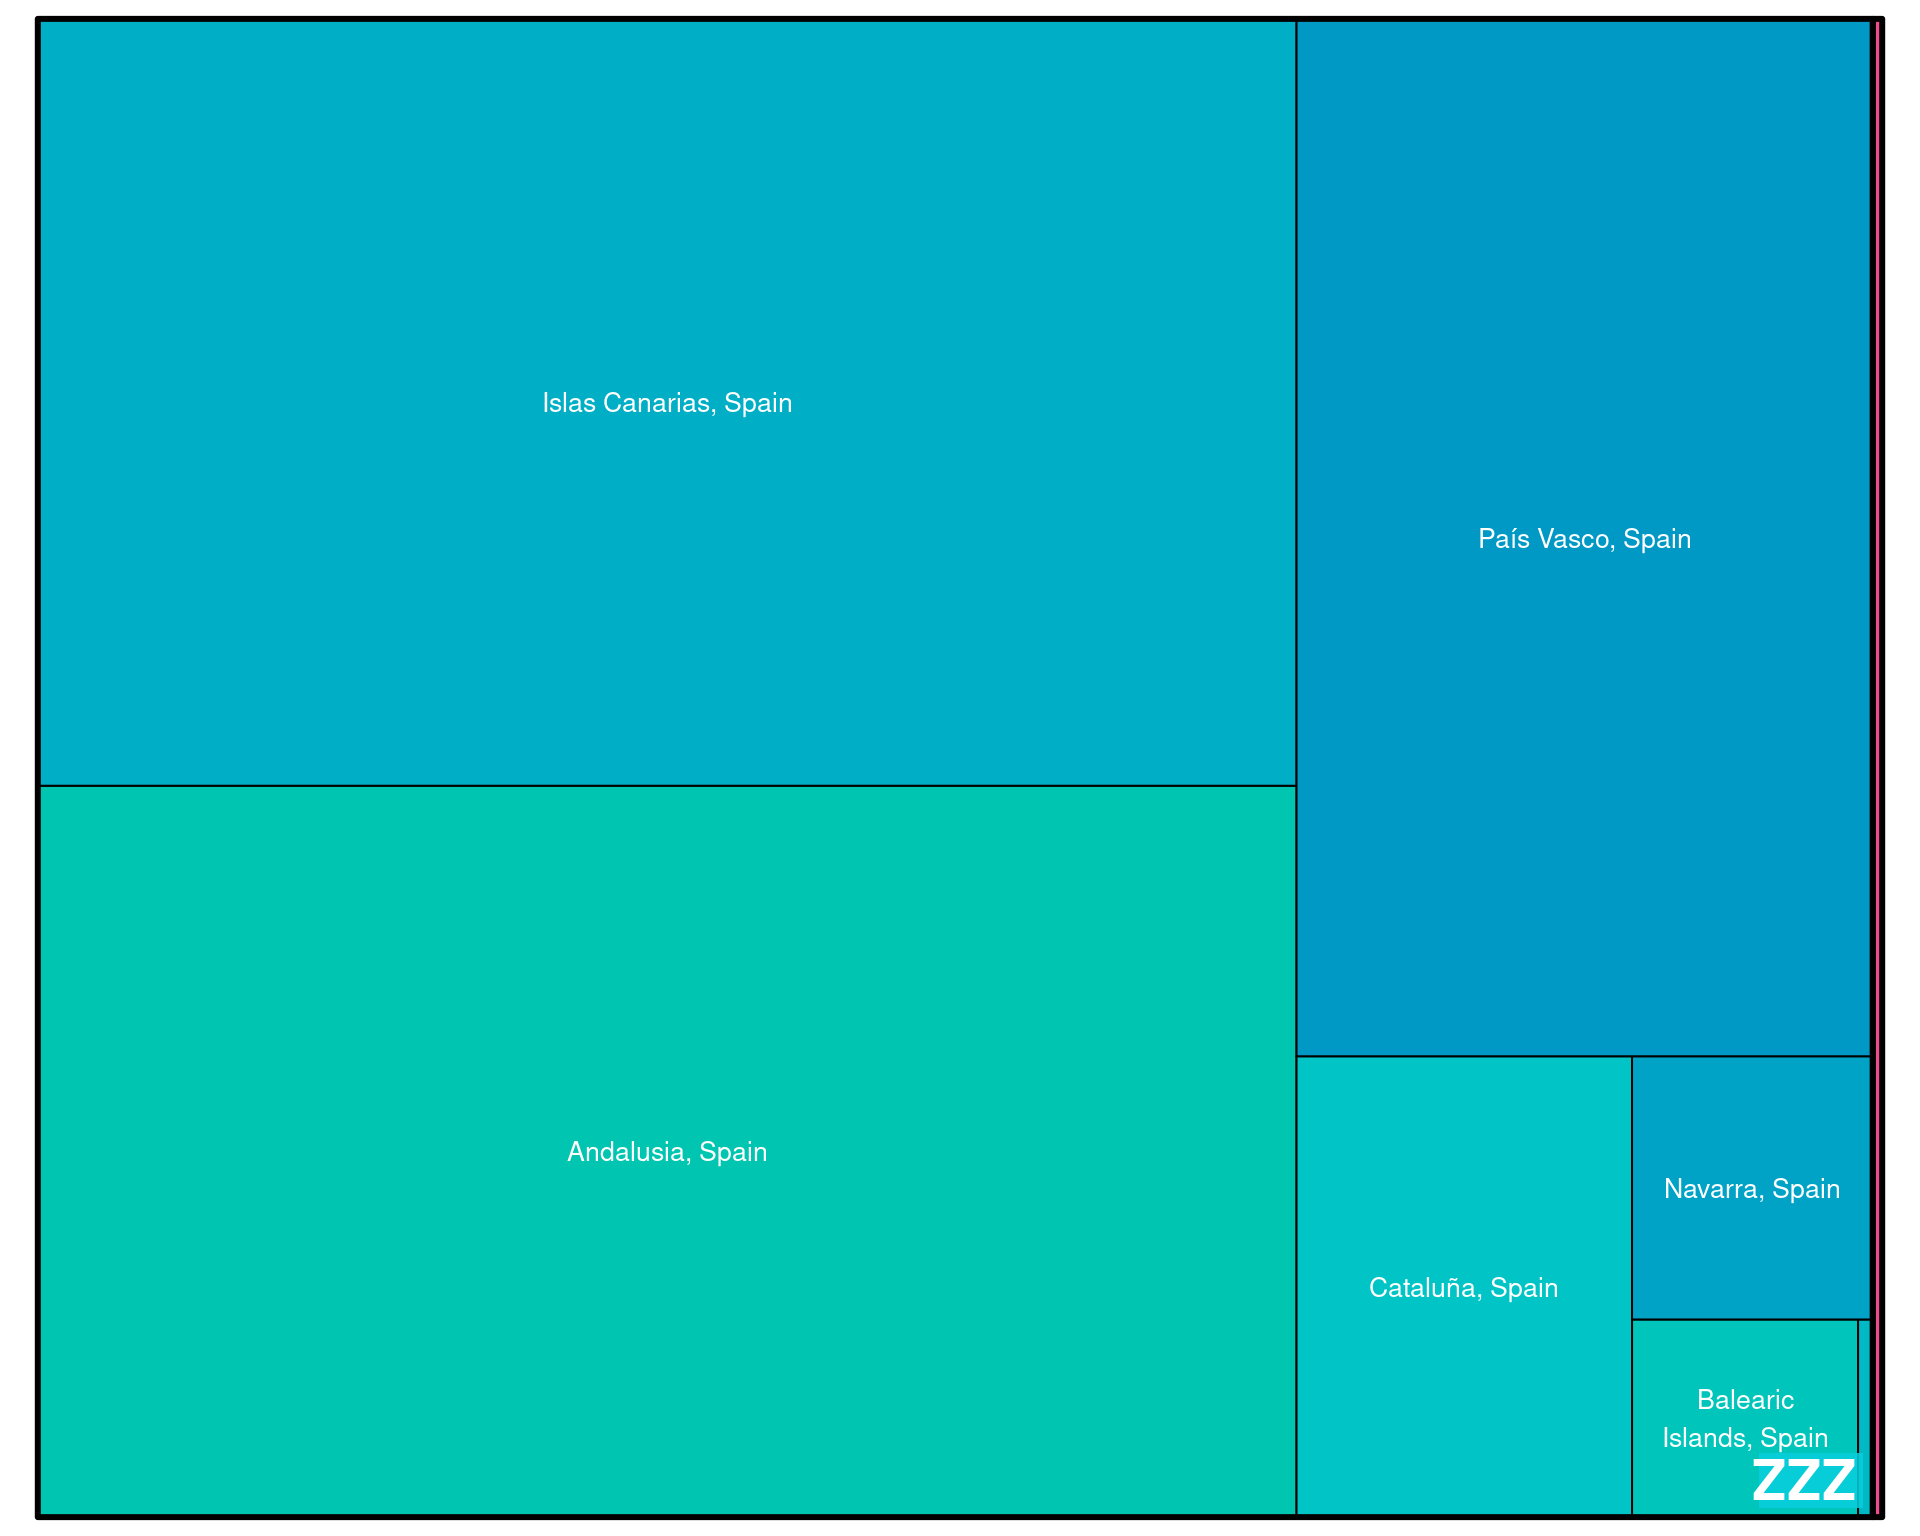 Islas Canarias, Spain
País Vasco, Spain
Andalusia, Spain
Navarra, Spain
Cataluña, Spain
Balearic
Islands, Spain
ZZZ